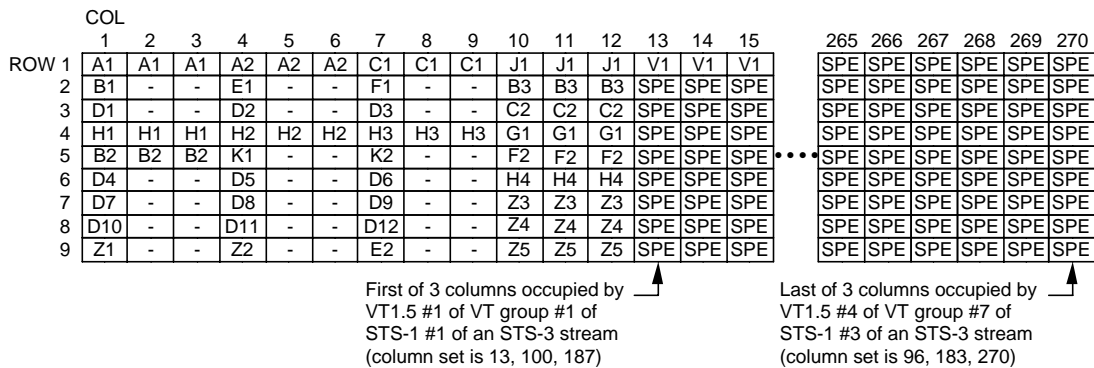 COL
1 2 3 4 5 6 7 8 9 10 11 12 13 14 15 265 266 267 268 269 270
ROW 1 A1 A1 A1 A2 A2 A2 C1 C1 C1 J1 J1 J1 V1 V1 V1 SPE SPE SPE SPE SPE SPE
2 B1 - - E1 - - F1 - - B3 B3 B3 SPE SPE SPE SPE SPE SPE SPE SPE SPE
3 D1 - - D2 - - D3 - - C2 C2 C2 SPE SPE SPE SPE SPE SPE SPE SPE SPE
4 H1 H1 H1 H2 H2 H2 H3 H3 H3 G1 G1 G1 SPE SPE SPE SPE SPE SPE SPE SPE SPE
5 B2 B2 B2 K1 - - K2 - - F2 F2 F2 SPE SPE SPE •••• SPE SPE SPE SPE SPE SPE
6 D4 - - D5 - - D6 - - H4 H4 H4 SPE SPE SPE SPE SPE SPE SPE SPE SPE
7 D7 - - D8 - - D9 - - Z3 Z3 Z3 SPE SPE SPE SPE SPE SPE SPE SPE SPE
8 D10 - - D11 - - D12 - - Z4 Z4 Z4 SPE SPE SPE SPE SPE SPE SPE SPE SPE
9 Z1 - - Z2 - - E2 - - Z5 Z5 Z5 SPE SPE SPE SPE SPE SPE SPE SPE SPE
First of 3 columns occupied by
VT1.5 #1 of VT group #1 of
STS-1 #1 of an STS-3 stream
(column set is 13, 100, 187)
Last of 3 columns occupied by
VT1.5 #4 of VT group #7 of
STS-1 #3 of an STS-3 stream
(column set is 96, 183, 270)